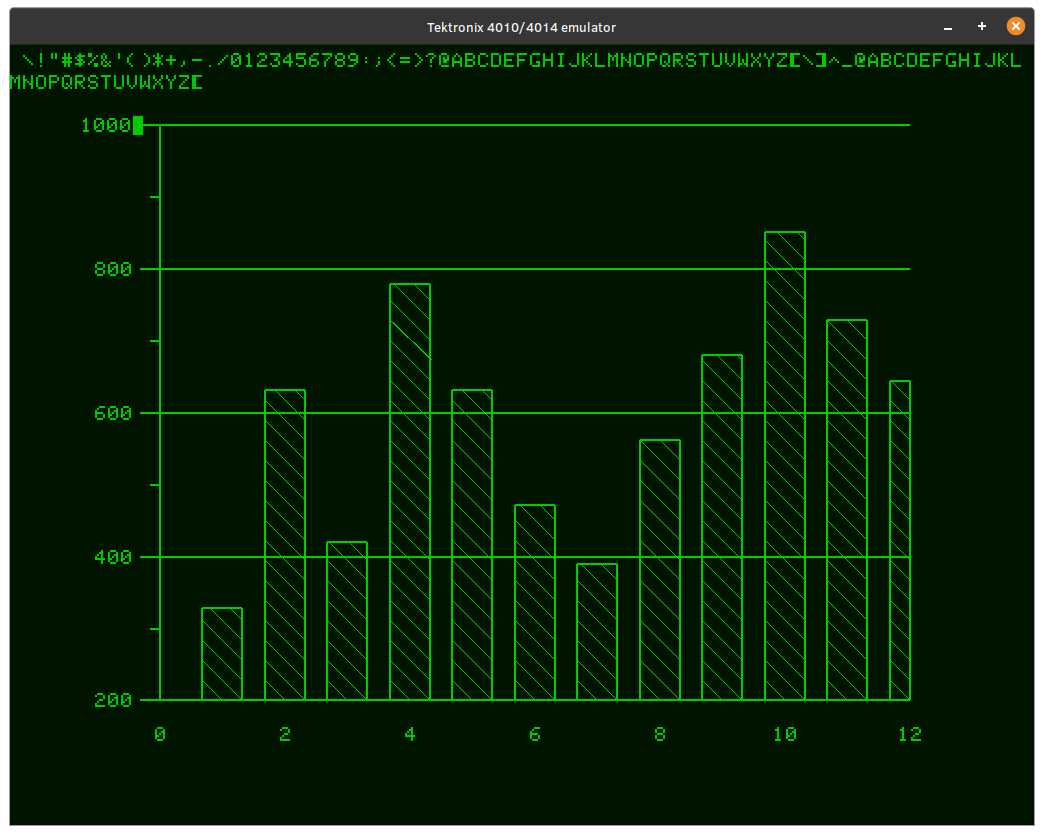 Tektronix 4010/4014 emulator
\!"#$%&'()*+,-./0123456789:;<=>?@ABCDEFGHIJKLMNOPQRSTUVWXYZ[\]^_@ABCDEFGHIJKL
MNOPQRSTUVWXYZ[
1000
800
600
400
200
0 2 4 6 8 10 12